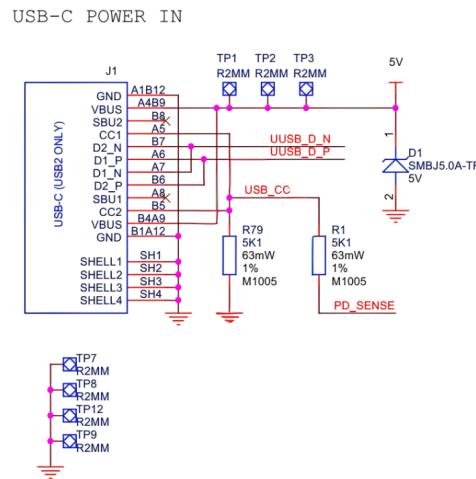 USB-C POWER IN
TP1 TP2 TP3
R2MM R2MM R2MM
5V
J1
USB-C (USB2 ONLY)
GND A1B12
VBUS A4B9
SBU2 B8
CC1 A5
D2_N B7
D1_P A6
D1_N A7
D2_P B6
SBU1 A8
CC2 B5
VBUS B4A9
GND B1A12
SHELL1 SH1
SHELL2 SH2
SHELL3 SH3
SHELL4 SH4
UUSB_D_N
UUSB_D_P
USB_CC
1
D1
SMBJ5.0A-TR
5V
2
R79
5K1
63mW
1%
M1005
R1
5K1
63mW
1%
M1005
PD_SENSE
TP7
R2MM
TP8
R2MM
TP12
R2MM
TP9
R2MM